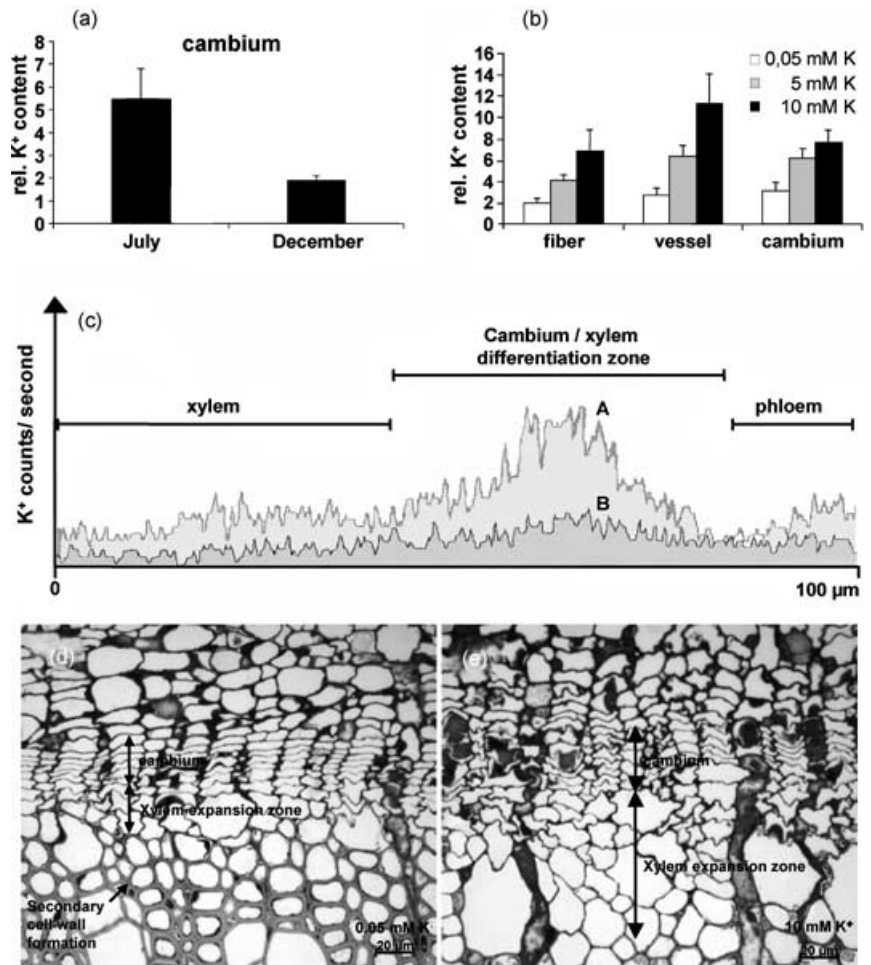 (a)
cambium
rel. K⁺ content
8
7
6
5
4
3
2
1
0
July
December
(b)
rel. K⁺ content
16
14
12
10
8
6
4
2
0
fiber
vessel
cambium
0,05 mM K
5 mM K
10 mM K
(c)
K⁺ counts/ second
Cambium / xylem
differentiation zone
xylem
phloem
A
B
0
100 µm
(d)
cambium
Xylem expansion zone
Secondary
cell-wall
formation
0.05 mM K
20 µm
(e)
Cambium
Xylem expansion zone
10 mM K⁺
20 µm